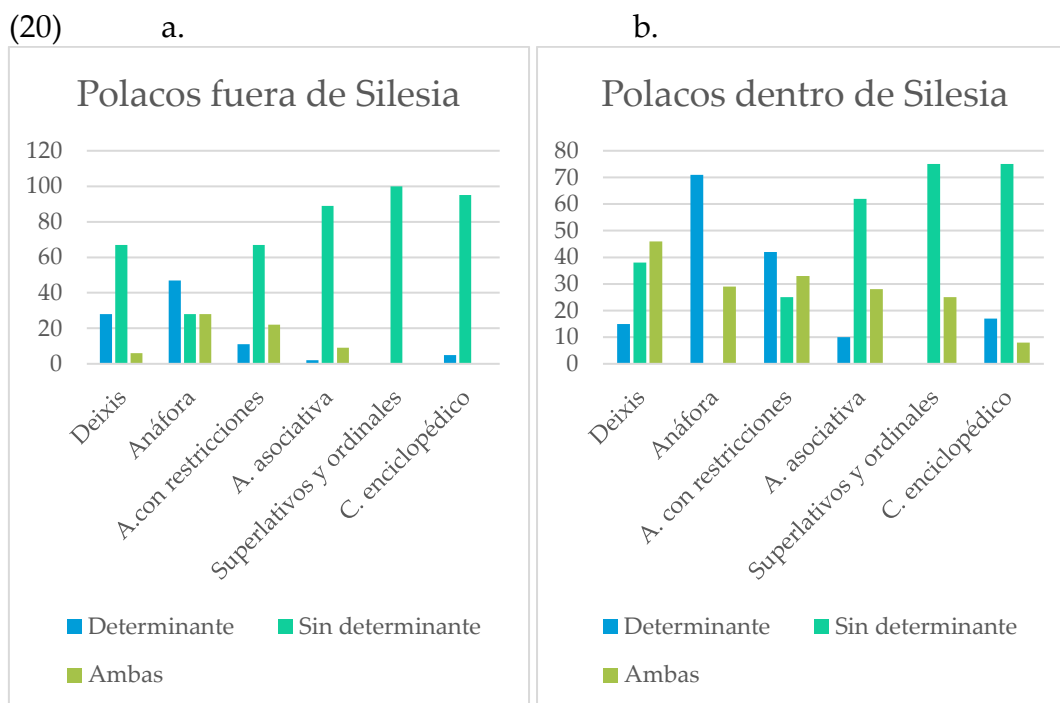 (20) a. b.
Polacos fuera de Silesia
120
100
80
60
40
20
0
Deixis
Anáfora
A.con restricciones
A. asociativa
Superlativos y ordinales
C. enciclopédico
Determinante Sin determinante
Ambas
Polacos dentro de Silesia
80
70
60
50
40
30
20
10
0
Deixis
Anáfora
A. con restricciones
A. asociativa
Superlativos y ordinales
C. enciclopédico
Determinante Sin determinante
Ambas